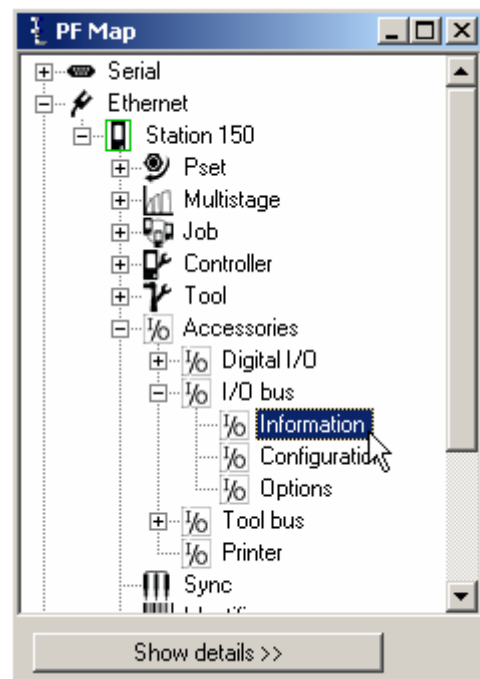 PF Map
Serial
Ethernet
Station 150
Pset
Multistage
Job
Controller
Tool
I/O Accessories
I/O Digital I/O
I/O I/O bus
I/O Information
I/O Configuration
I/O Options
I/O Tool bus
I/O Printer
Sync
Show details >>